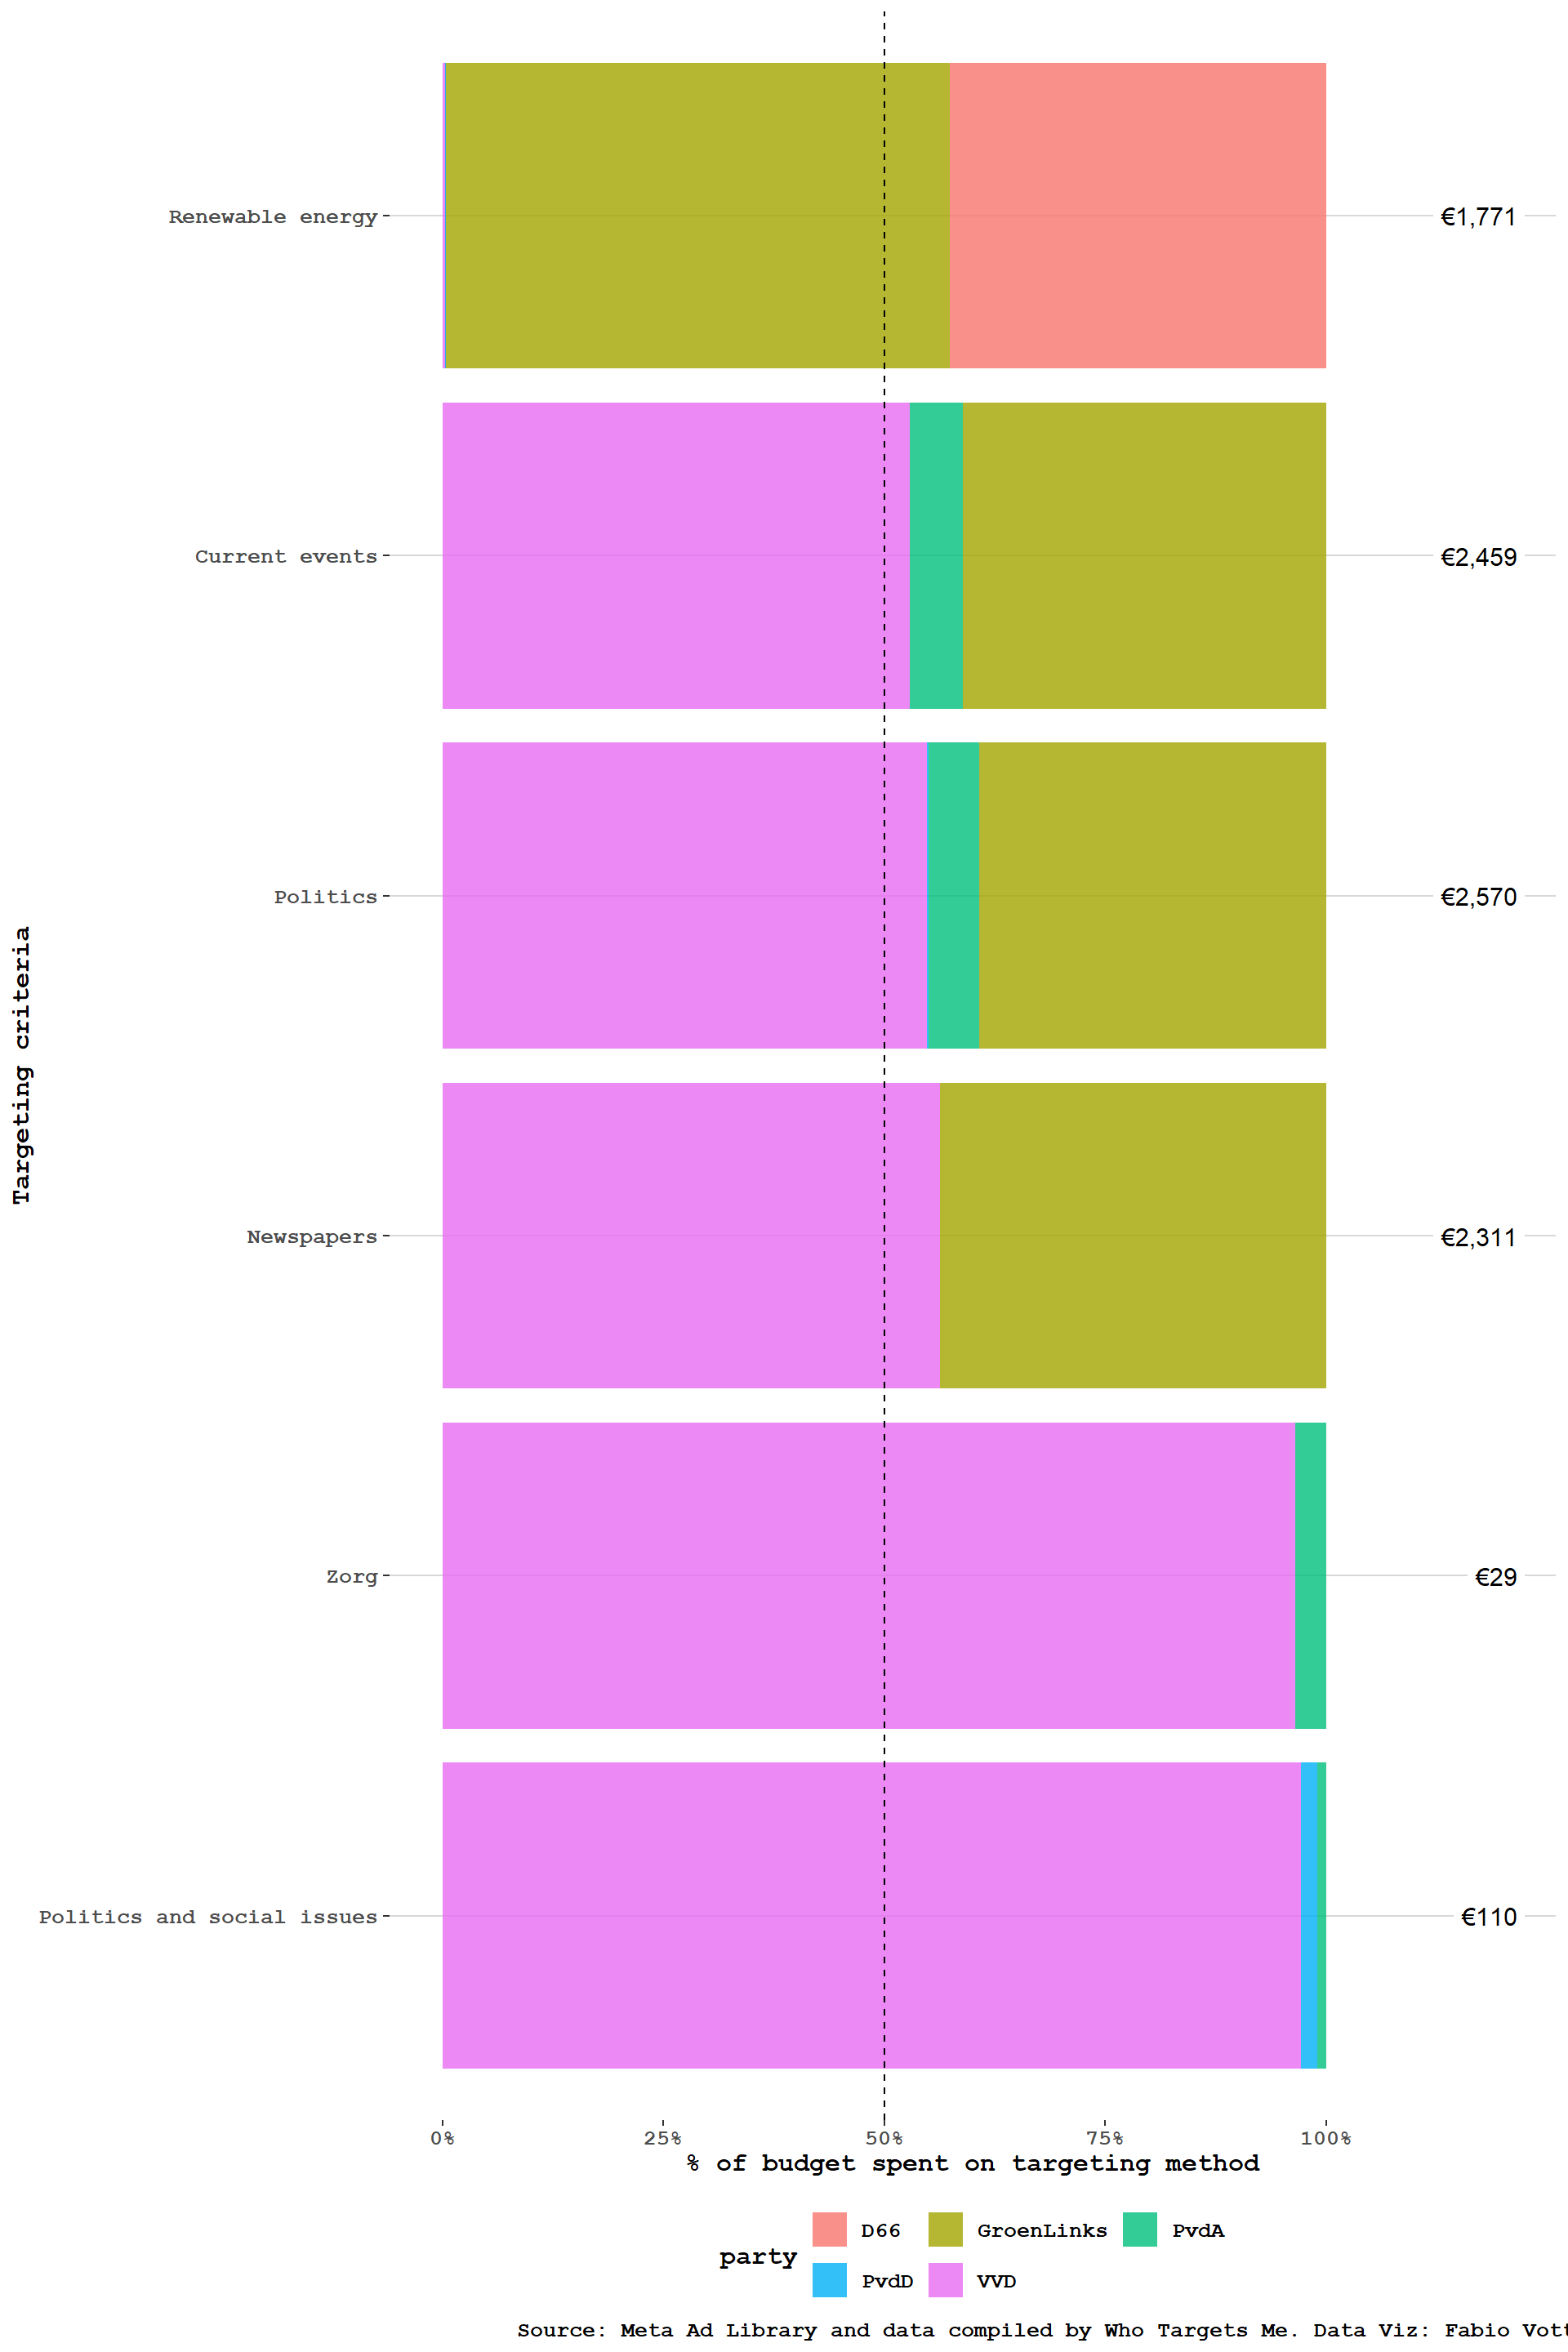 Renewable energy €1,771
Current events €2,459
Politics €2,570
Targeting criteria
Newspapers €2,311
Zorg €29
Politics and social issues €110
0% 25% 50% 75% 100%
% of budget spent on targeting method
party
D66 GroenLinks PvdA
PvdD VVD
Source: Meta Ad Library and data compiled by Who Targets Me. Data Viz: Fabio